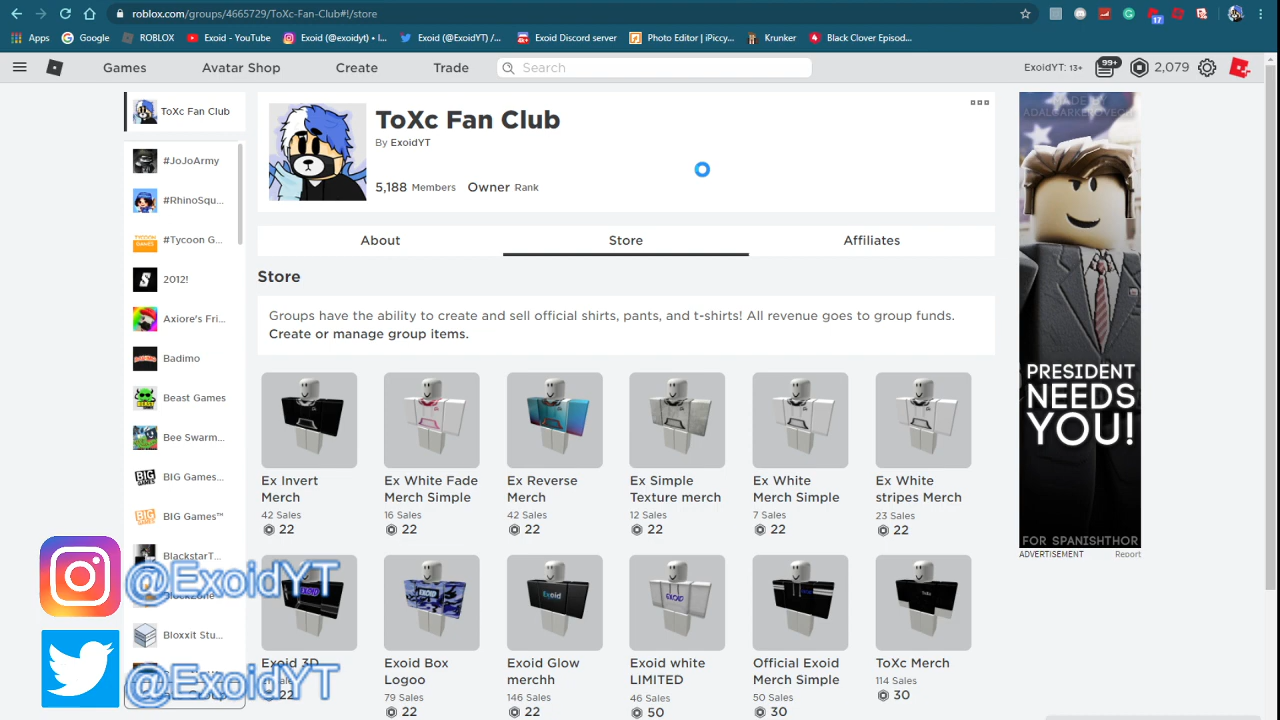 roblox.com/groups/4665729/ToXc-Fan-Club#!/store
17
Apps Google ROBLOX Exoid - YouTube Exoid (@exoidyt) • I... Exoid (@ExoidYT) /... Exoid Discord server Photo Editor | iPiccy... Krunker Black Clover Episod...
Games Avatar Shop Create Trade Search ExoidYT: 13+ 99+ 2,079
ToXc Fan Club
#JoJoArmy
#RhinoSqu...
#Tycoon G...
2012!
Axiore's Fri...
Badimo
Beast Games
Bee Swarm...
BIG Games...
BIG Games™
BlackstarT...
Bloxxit Stu...
ToXc Fan Club
By ExoidYT
5,188 Members Owner Rank
About Store Affiliates
Store
Groups have the ability to create and sell official shirts, pants, and t-shirts! All revenue goes to group funds.
Create or manage group items.
Ex Invert
Merch
42 Sales
22
Ex White Fade
Merch Simple
16 Sales
22
Ex Reverse
Merch
42 Sales
22
Ex Simple
Texture merch
12 Sales
22
Ex White
Merch Simple
7 Sales
22
Ex White
stripes Merch
23 Sales
22
Exoid 3D
22
Exoid Box
Logoo
79 Sales
22
Exoid Glow
merchh
146 Sales
22
Exoid white
LIMITED
46 Sales
50
Official Exoid
Merch Simple
50 Sales
30
ToXc Merch
114 Sales
30
@ExoidYT
@ExoidYT
MADE BY
PRESIDENT
NEEDS
YOU!
FOR SPANISHTHOR
ADVERTISEMENT Report